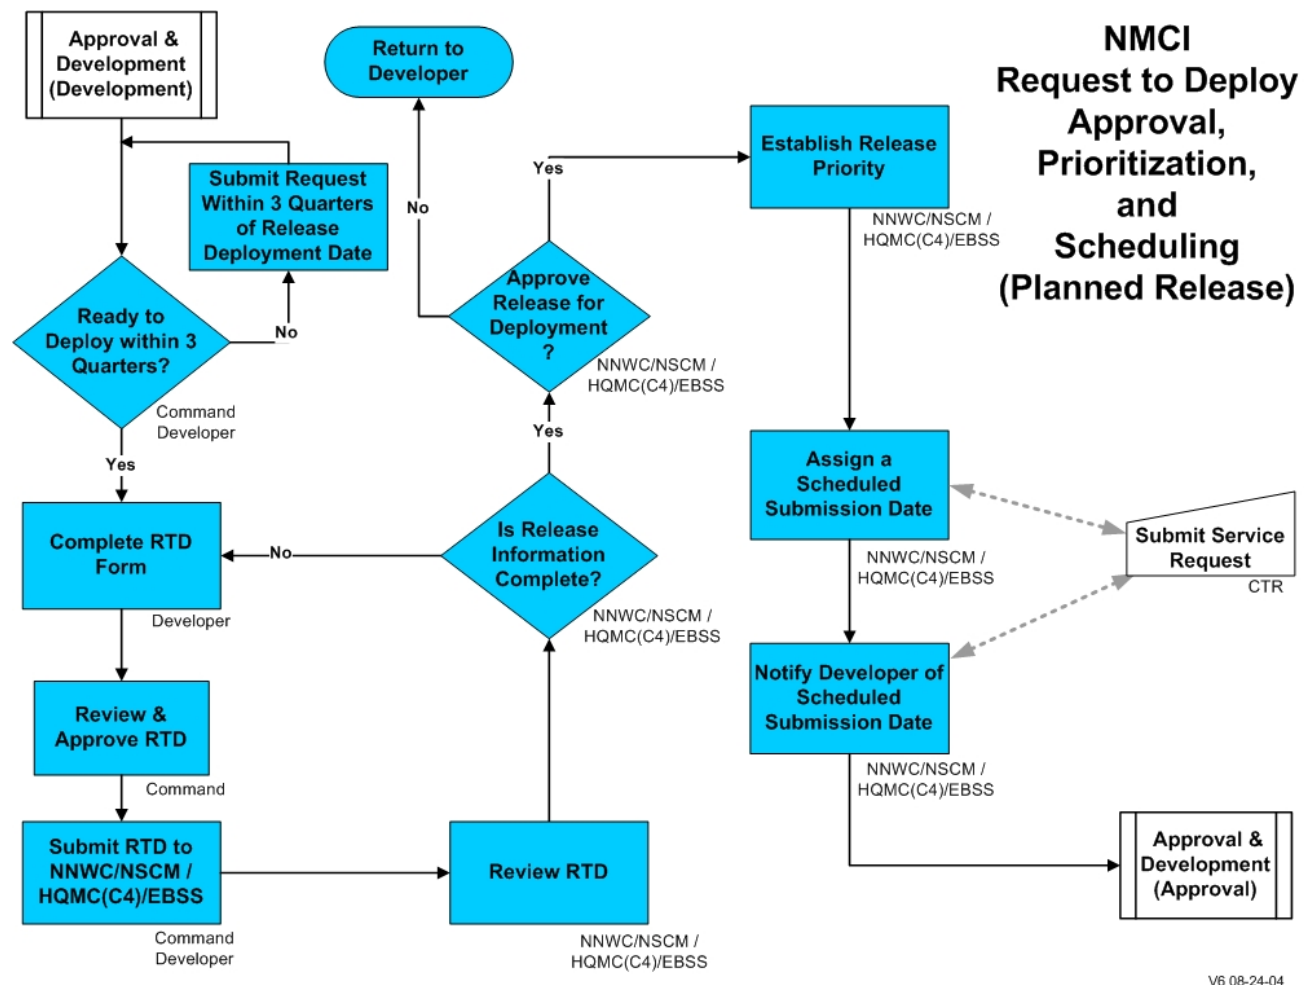 NMCI
Request to Deploy
Approval,
Prioritization,
and
Scheduling
(Planned Release)
Approval &
Development
(Development)
Submit Request
Within 3 Quarters
of Release
Deployment Date
Ready to
Deploy within 3
Quarters?
No
Command
Developer
Yes
Complete RTD
Form
Developer
Review &
Approve RTD
Command
Submit RTD to
NNWC/NSCM /
HQMC(C4)/EBSS
Command
Developer
Review RTD
NNWC/NSCM /
HQMC(C4)/EBSS
Is Release
Information
Complete?
No
NNWC/NSCM /
HQMC(C4)/EBSS
Yes
Approve
Release for
Deployment
?
NNWC/NSCM /
HQMC(C4)/EBSS
No
Return to
Developer
Yes
Establish Release
Priority
NNWC/NSCM /
HQMC(C4)/EBSS
Assign a
Scheduled
Submission Date
NNWC/NSCM /
HQMC(C4)/EBSS
Submit Service
Request
CTR
Notify Developer of
Scheduled
Submission Date
NNWC/NSCM /
HQMC(C4)/EBSS
Approval &
Development
(Approval)
V6 08-24-04